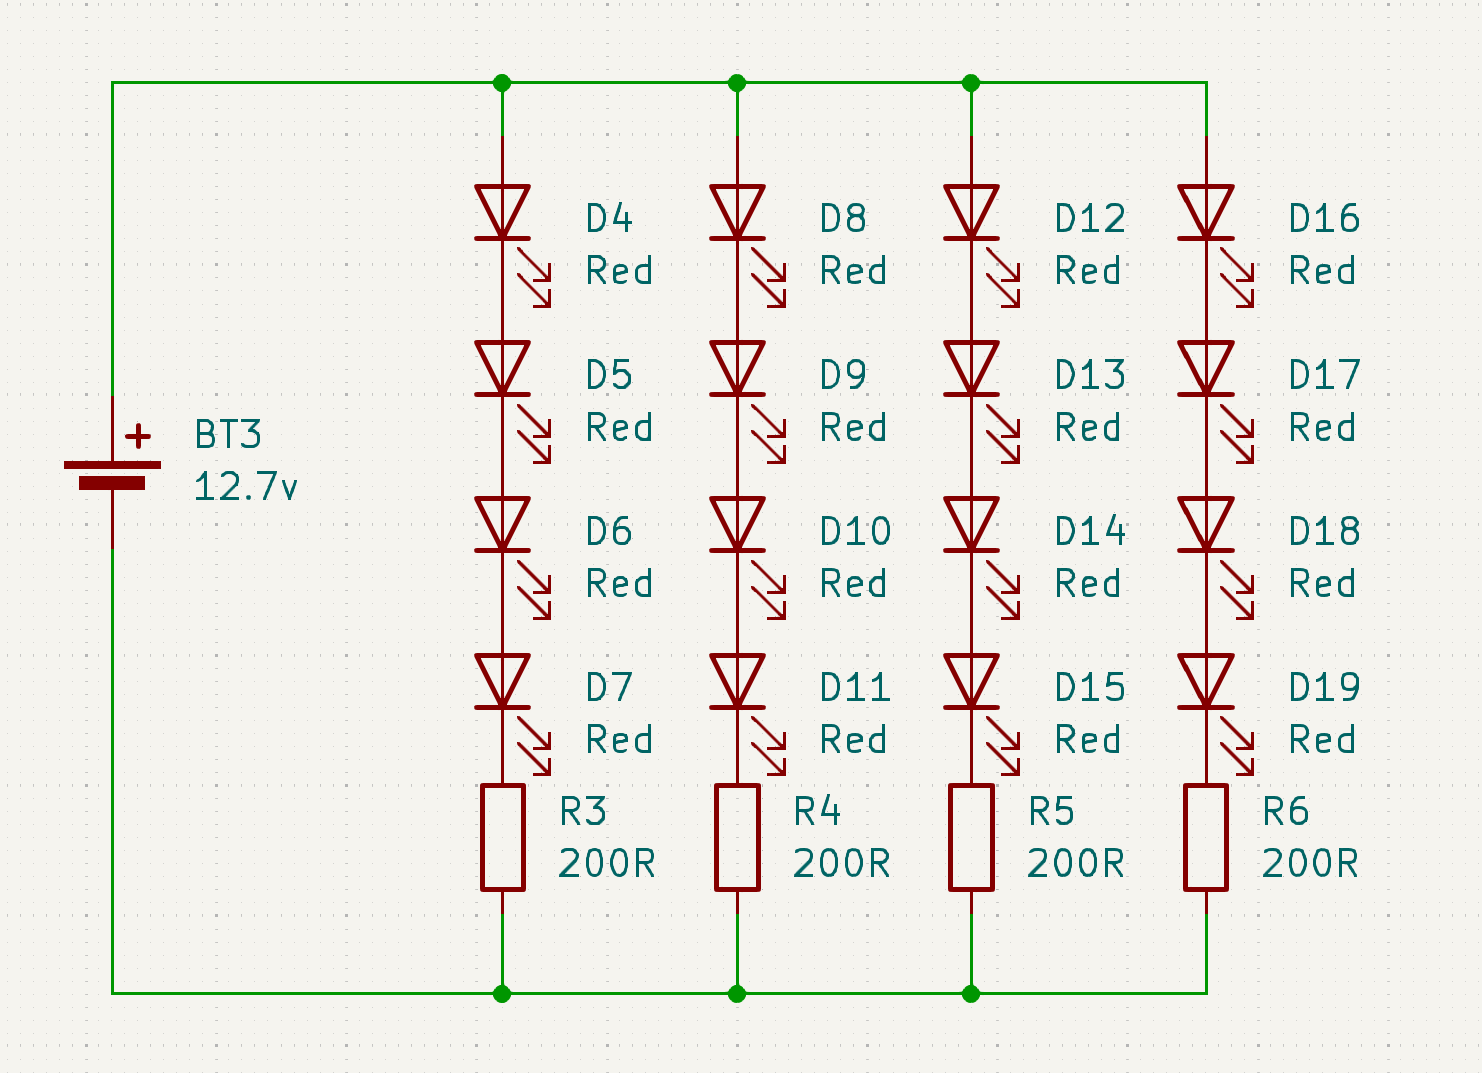 D4
Red
D8
Red
D12
Red
D16
Red
D5
Red
D9
Red
D13
Red
D17
Red
+
BT3
12.7v
D6
Red
D10
Red
D14
Red
D18
Red
D7
Red
D11
Red
D15
Red
D19
Red
R3
200R
R4
200R
R5
200R
R6
200R